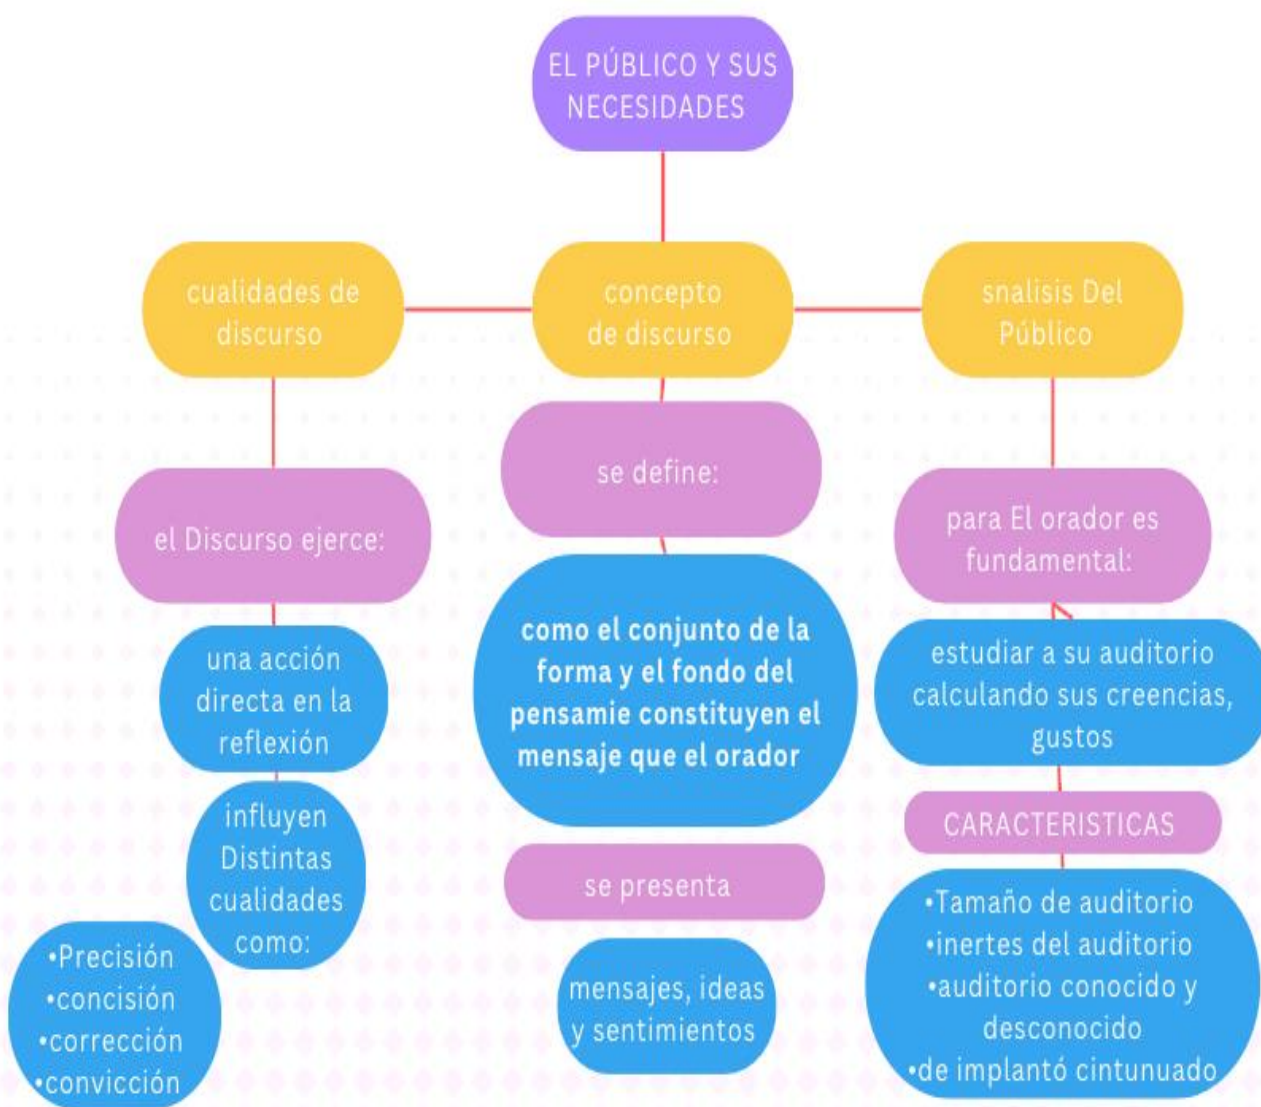 EL PÚBLICO Y SUS
NECESIDADES
cualidades de
discurso
concepto
de discurso
snalisis Del
Público
el Discurso ejerce:
una acción
directa en la
reflexión
influyen
Distintas
cualidades
como:
•Precisión
•concisión
•corrección
•convicción
se define:
como el conjunto de la
forma y el fondo del
pensamie constituyen el
mensaje que el orador
se presenta
mensajes, ideas
y sentimientos
para El orador es
fundamental:
estudiar a su auditorio
calculando sus creencias,
gustos
CARACTERISTICAS
•Tamaño de auditorio
•inertes del auditorio
•auditorio conocido y
desconocido
•de implantó cintunuado